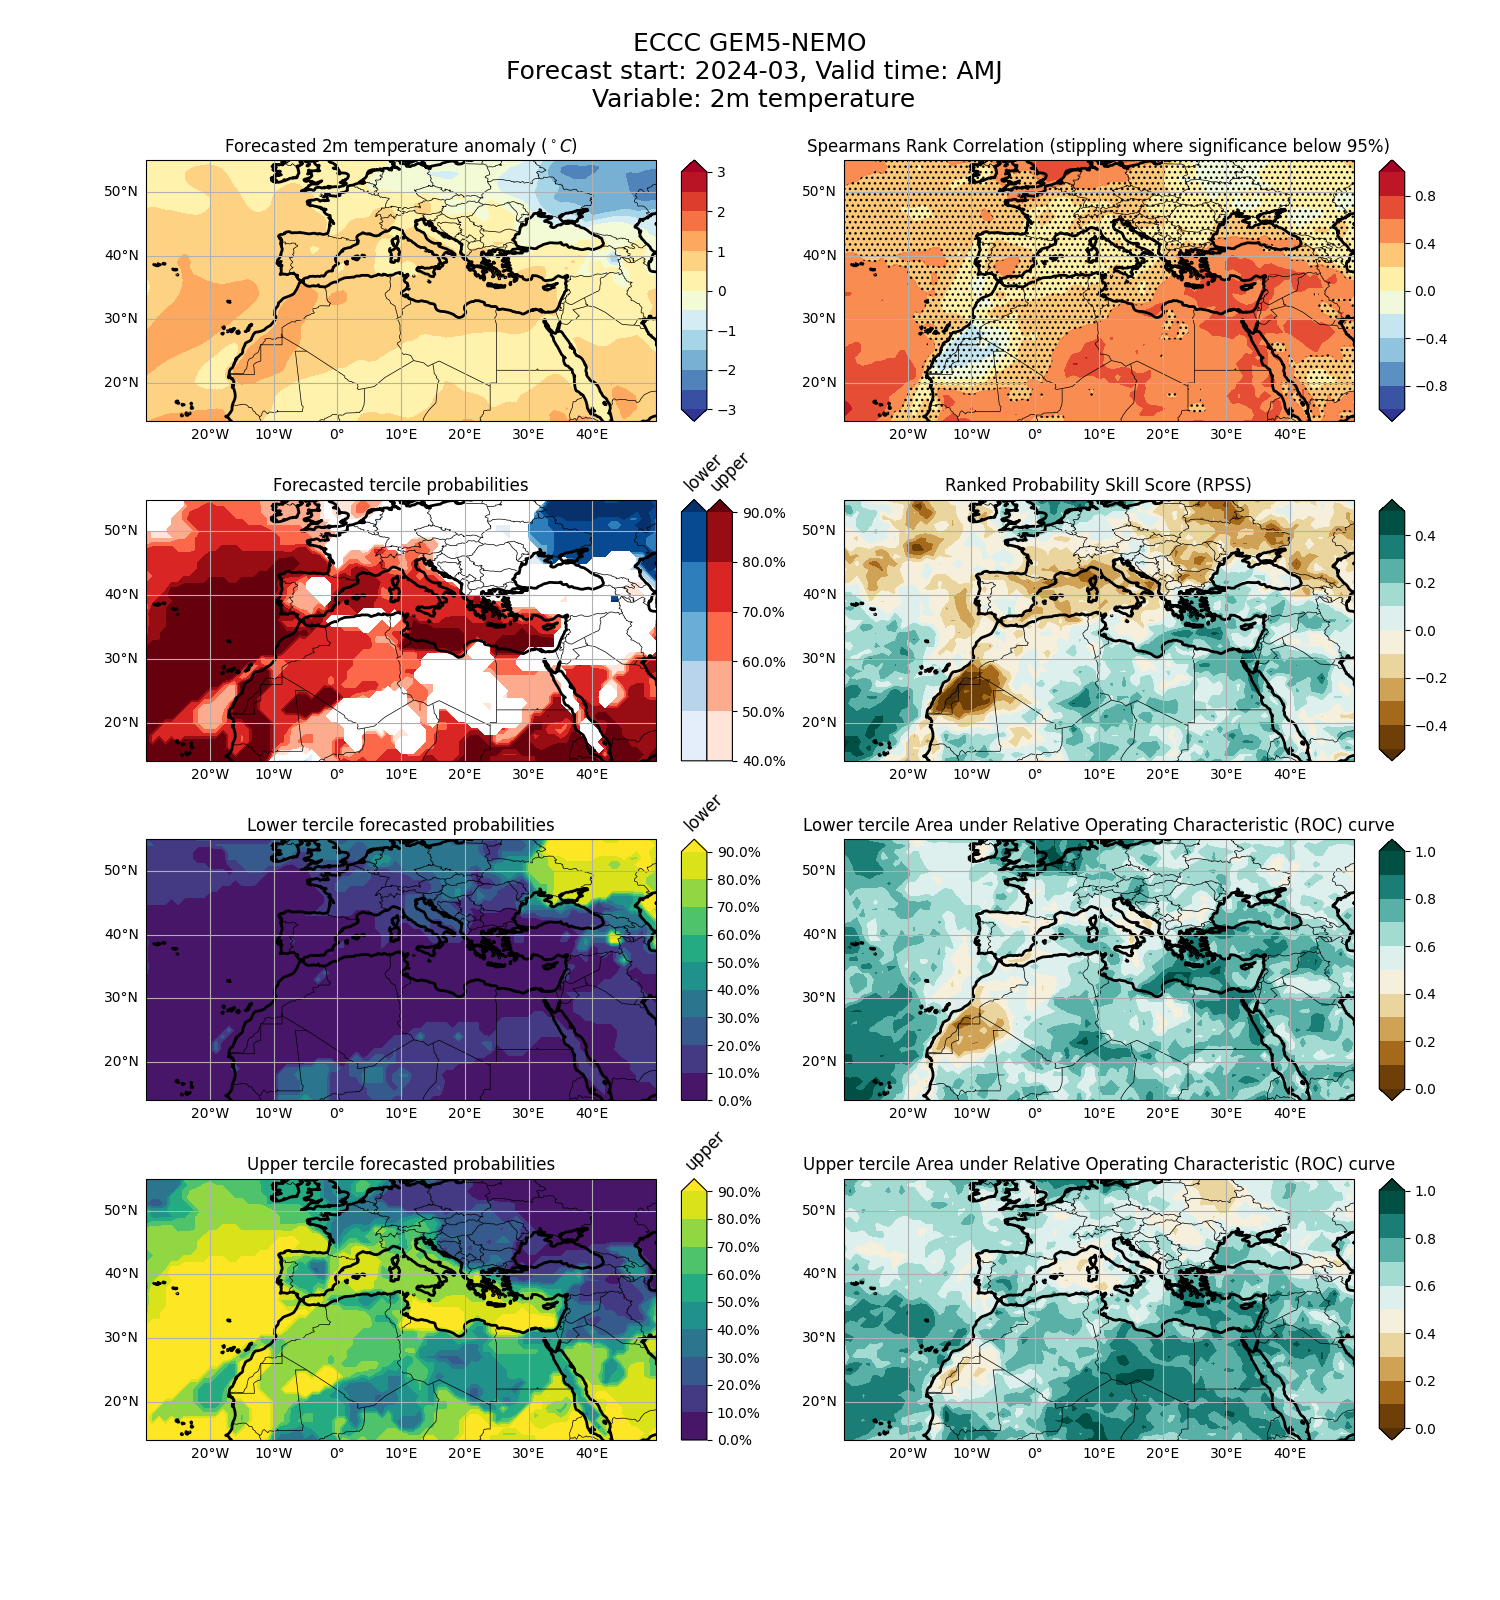 ECCC GEM5-NEMO
Forecast start: 2024-03, Valid time: AMJ
Variable: 2m temperature
Forecasted 2m temperature anomaly (°C)
50°N
40°N
30°N
20°N
20°W 10°W 0° 10°E 20°E 30°E 40°E
3
2
1
0
−1
−2
−3
Spearmans Rank Correlation (stippling where significance below 95%)
50°N
40°N
30°N
20°N
20°W 10°W 0° 10°E 20°E 30°E 40°E
0.8
0.4
0.0
−0.4
−0.8
Forecasted tercile probabilities
50°N
40°N
30°N
20°N
20°W 10°W 0° 10°E 20°E 30°E 40°E
lower
upper
90.0%
80.0%
70.0%
60.0%
50.0%
40.0%
Ranked Probability Skill Score (RPSS)
50°N
40°N
30°N
20°N
20°W 10°W 0° 10°E 20°E 30°E 40°E
0.4
0.2
0.0
−0.2
−0.4
Lower tercile forecasted probabilities
50°N
40°N
30°N
20°N
20°W 10°W 0° 10°E 20°E 30°E 40°E
lower
90.0%
80.0%
70.0%
60.0%
50.0%
40.0%
30.0%
20.0%
10.0%
0.0%
Lower tercile Area under Relative Operating Characteristic (ROC) curve
50°N
40°N
30°N
20°N
20°W 10°W 0° 10°E 20°E 30°E 40°E
1.0
0.8
0.6
0.4
0.2
0.0
Upper tercile forecasted probabilities
50°N
40°N
30°N
20°N
20°W 10°W 0° 10°E 20°E 30°E 40°E
upper
90.0%
80.0%
70.0%
60.0%
50.0%
40.0%
30.0%
20.0%
10.0%
0.0%
Upper tercile Area under Relative Operating Characteristic (ROC) curve
50°N
40°N
30°N
20°N
20°W 10°W 0° 10°E 20°E 30°E 40°E
1.0
0.8
0.6
0.4
0.2
0.0